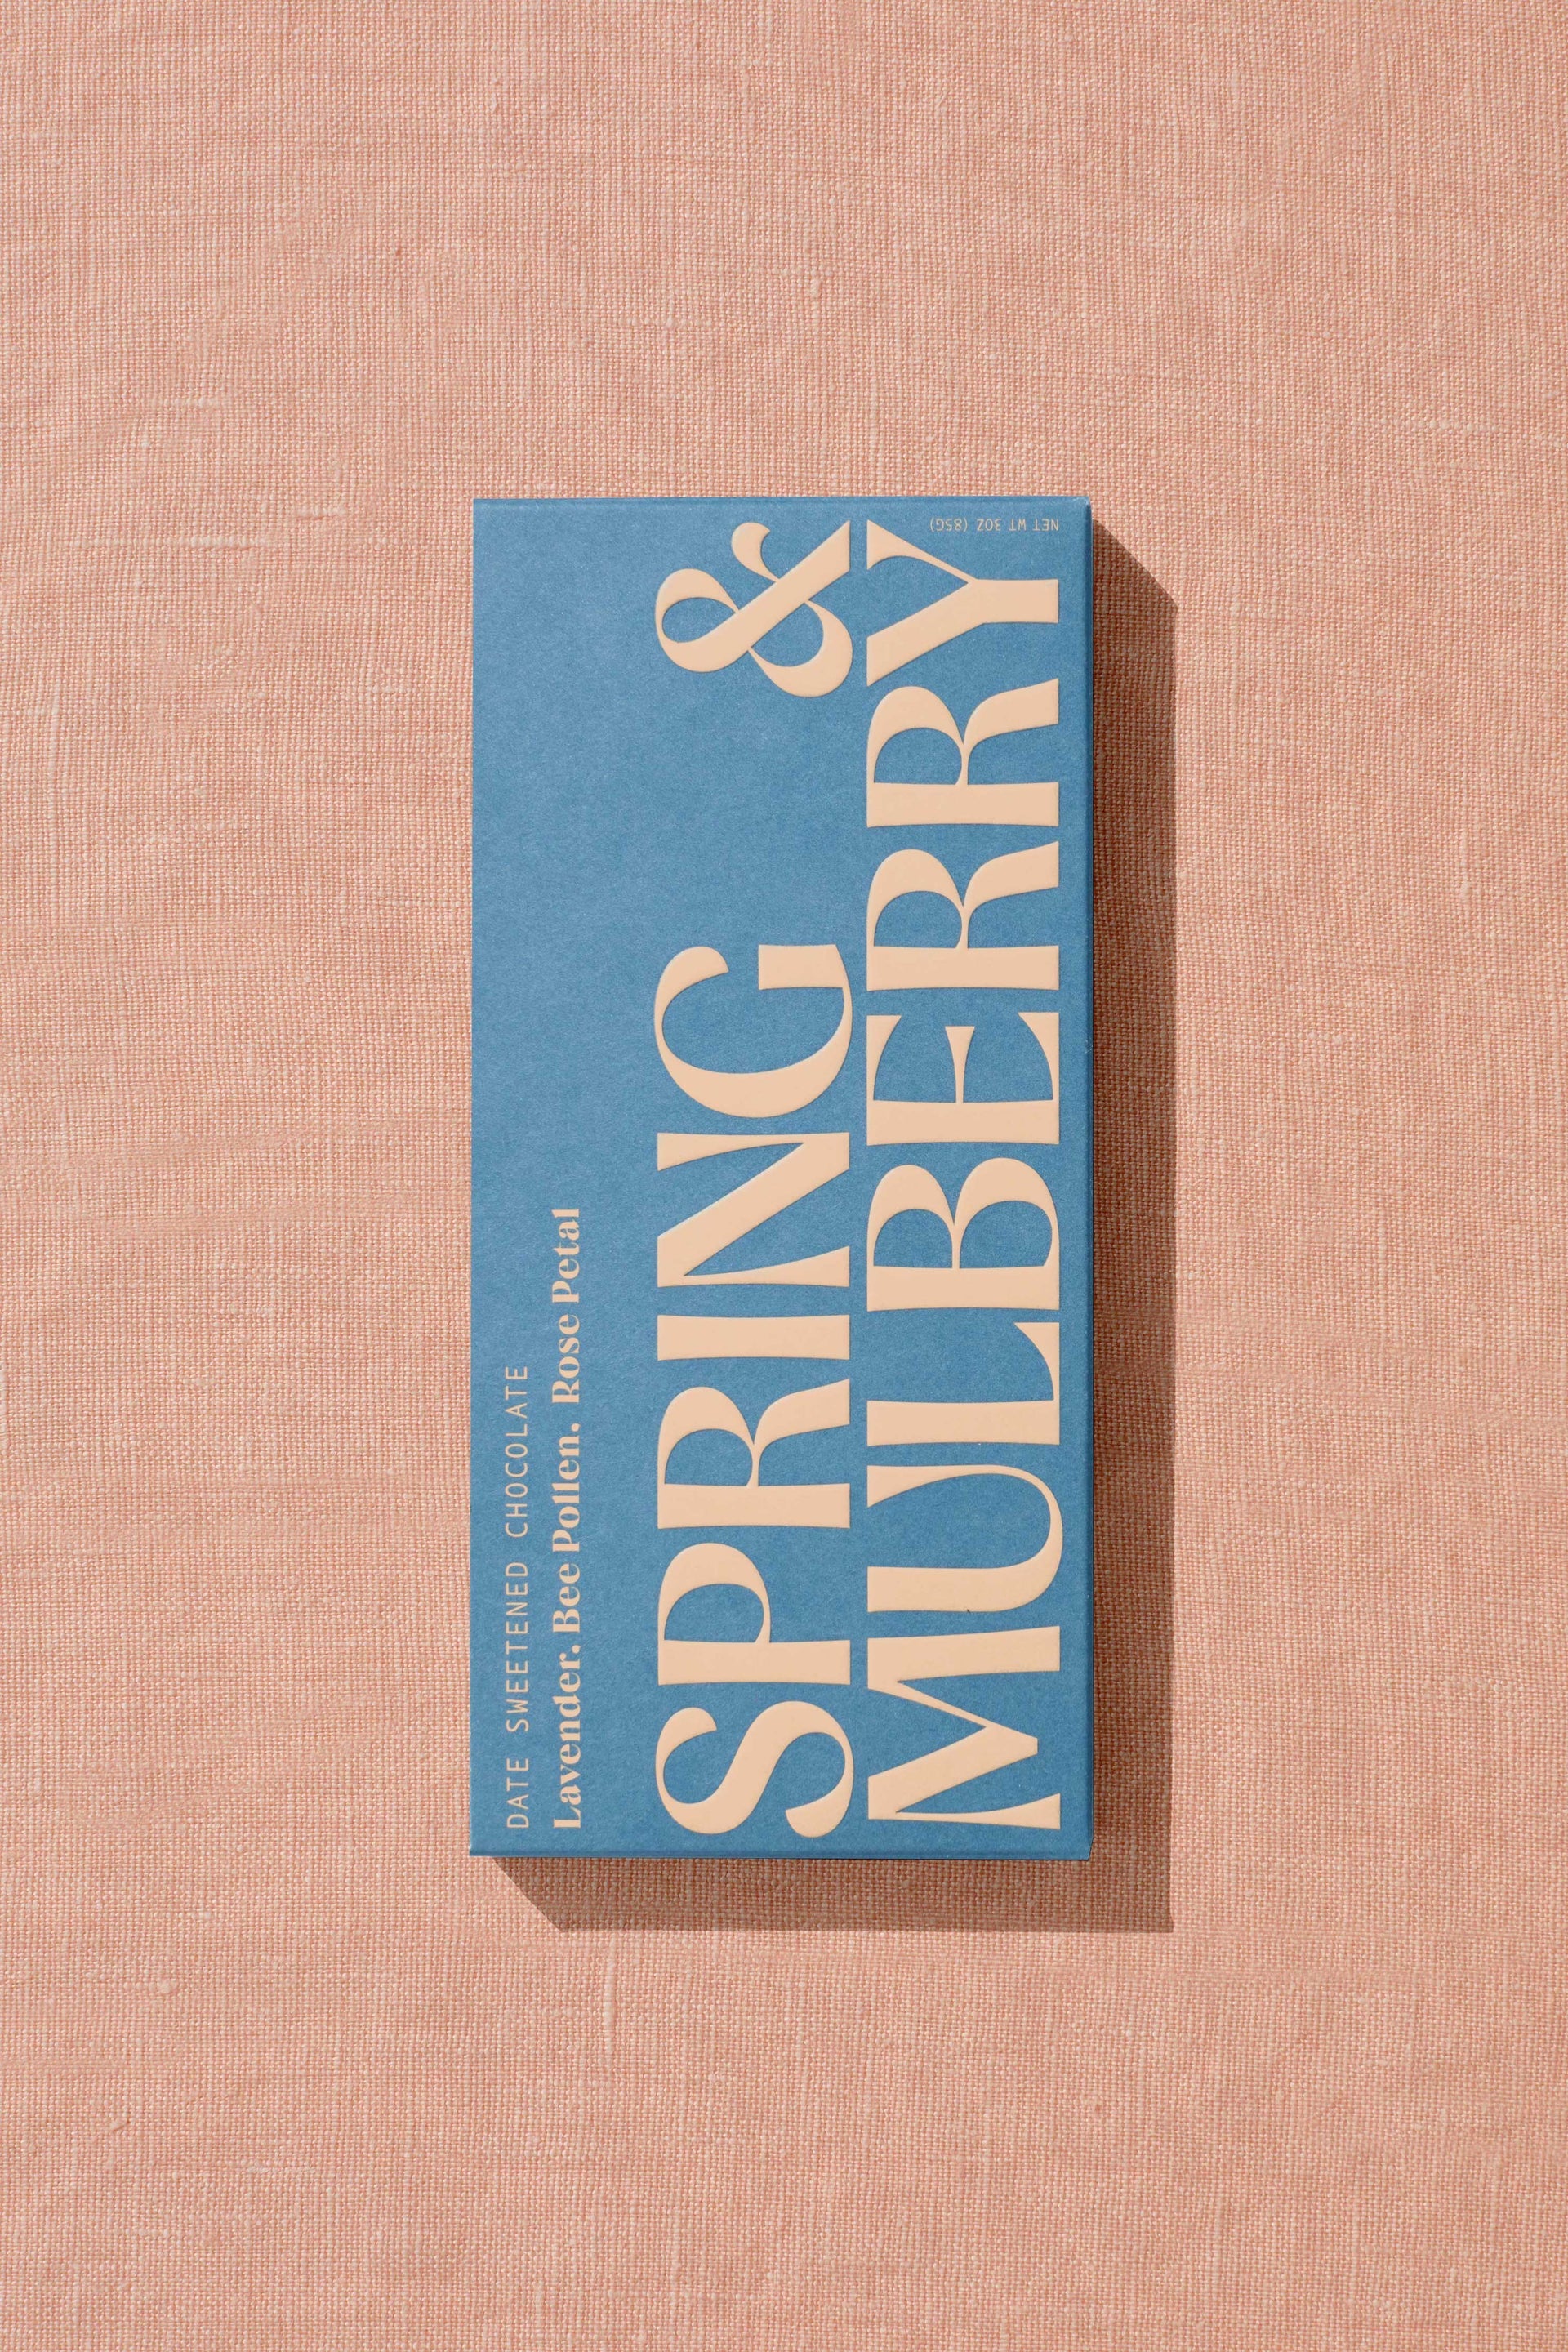 DATE SWEETENED CHOCOLATE
Lavender. Bee Pollen. Rose Petal
SPRING &
MULBERRY
NET WT 3OZ (85G)